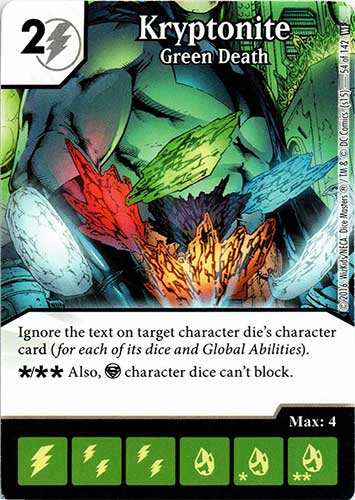 2
Kryptonite
Green Death
Ignore the text on target character die's character
card (for each of its dice and Global Abilities).
*/** Also, character dice can't block.
Max: 4
*
**
©2016 WizKids/NECA. Dice Masters ® /TM & © DC Comics (s15) — 54 of 142